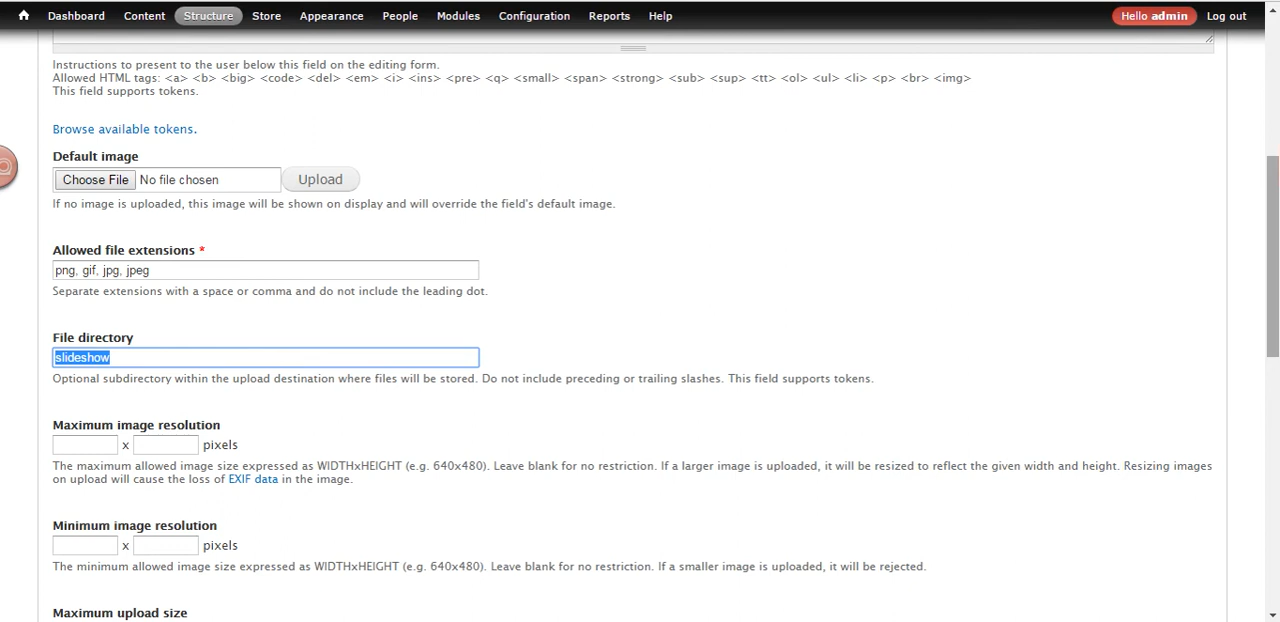 Dashboard Content Structure Store Appearance People Modules Configuration Reports Help Hello admin Log out
Instructions to present to the user below this field on the editing form.
Allowed HTML tags: <a> <b> <big> <code> <del> <em> <i> <ins> <pre> <q> <small> <span> <strong> <sub> <sup> <tt> <ol> <ul> <li> <p> <br> <img>
This field supports tokens.
Browse available tokens.
Default image
Choose File No file chosen Upload
If no image is uploaded, this image will be shown on display and will override the field's default image.
Allowed file extensions *
png, gif, jpg, jpeg
Separate extensions with a space or comma and do not include the leading dot.
File directory
slideshow
Optional subdirectory within the upload destination where files will be stored. Do not include preceding or trailing slashes. This field supports tokens.
Maximum image resolution
x pixels
The maximum allowed image size expressed as WIDTHxHEIGHT (e.g. 640x480). Leave blank for no restriction. If a larger image is uploaded, it will be resized to reflect the given width and height. Resizing images
on upload will cause the loss of EXIF data in the image.
Minimum image resolution
x pixels
The minimum allowed image size expressed as WIDTHxHEIGHT (e.g. 640x480). Leave blank for no restriction. If a smaller image is uploaded, it will be rejected.
Maximum upload size